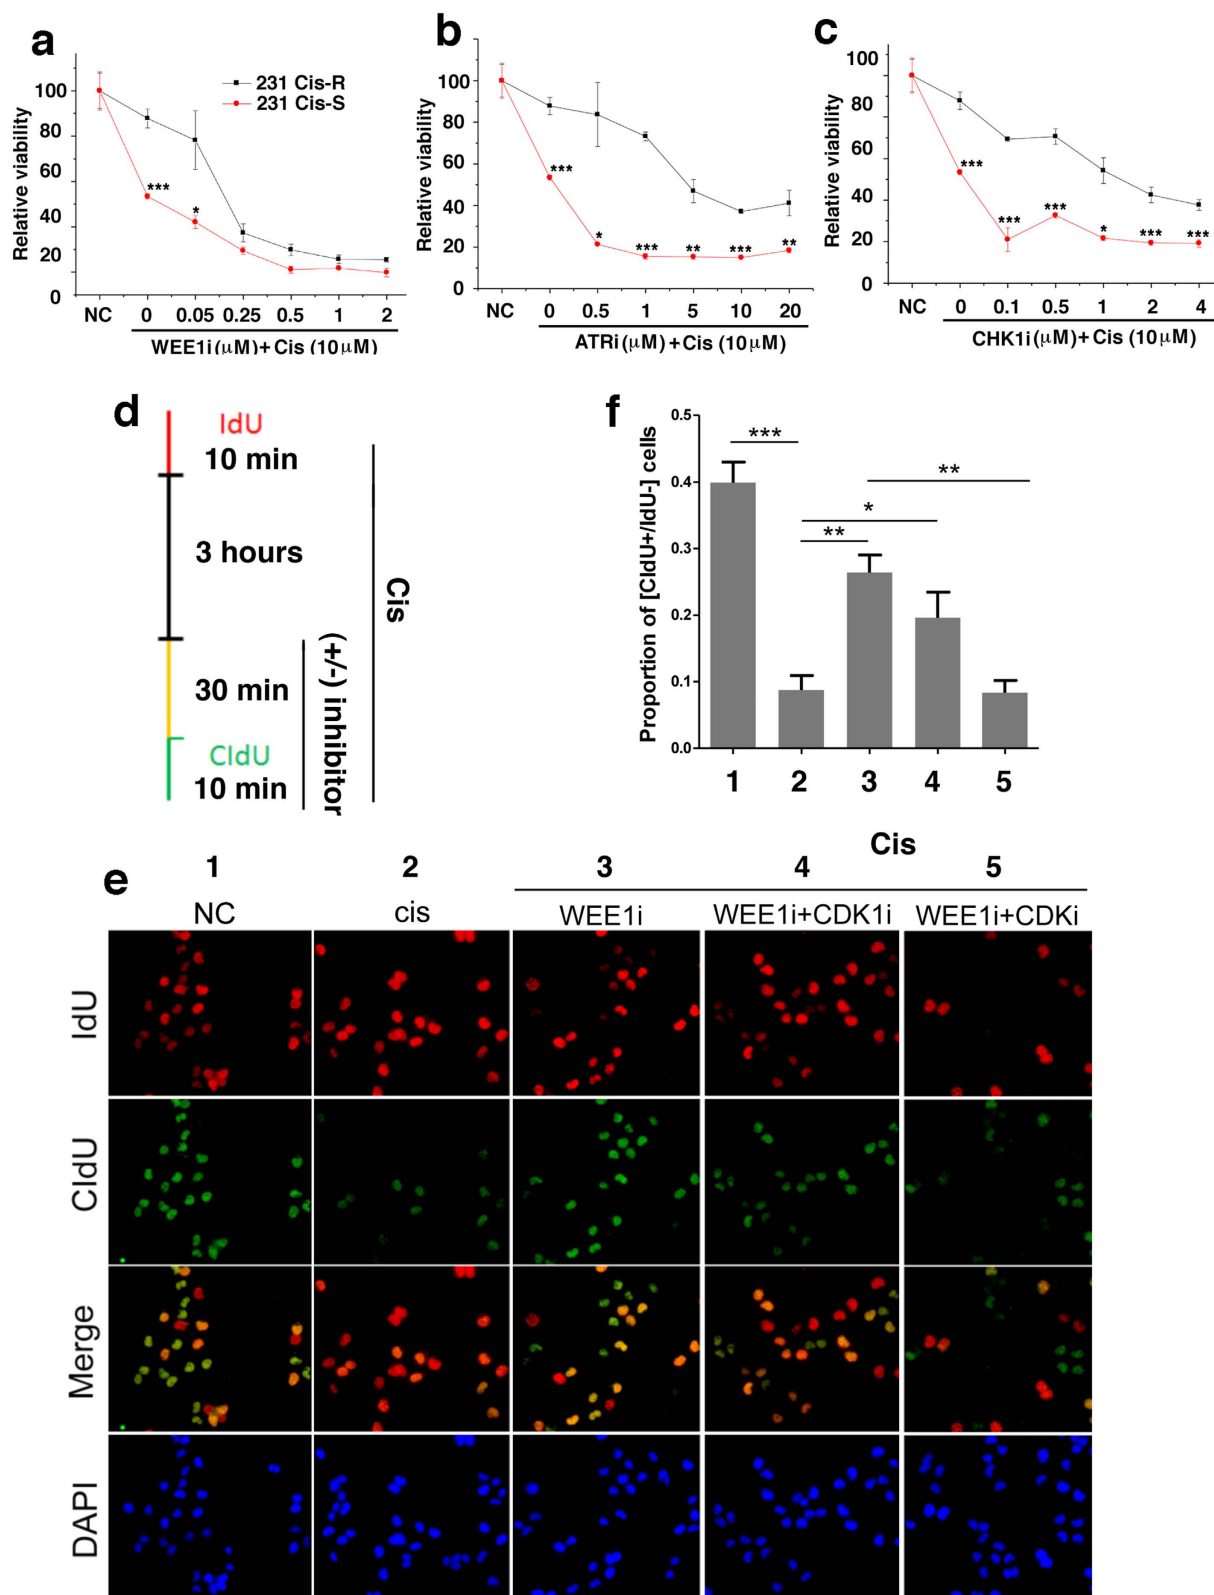 a
Relative viability
100
80
60
40
20
0
231 Cis-R
231 Cis-S
***
*
NC 0 0.05 0.25 0.5 1 2
WEE1i (μM)+ Cis (10 μM)
b
Relative viability
100
80
60
40
20
0
***
* *** ** *** **
NC 0 0.5 1 5 10 20
ATRi (μM) + Cis (10 μM)
c
Relative viability
100
80
60
40
20
0
***
*** *** * *** ***
NC 0 0.1 0.5 1 2 4
CHK1i (μM)+ Cis (10 μM)
d
IdU
10 min
3 hours
30 min
CldU
10 min
(+/-) inhibitor
Cis
f
Proportion of [CldU+/IdU-] cells
0.5
0.4
0.3
0.2
0.1
0.0
***
**
*
**
1 2 3 4 5
e
Cis
1 2 3 4 5
NC cis WEE1i WEE1i+CDK1i WEE1i+CDKi
IdU
CldU
Merge
DAPI